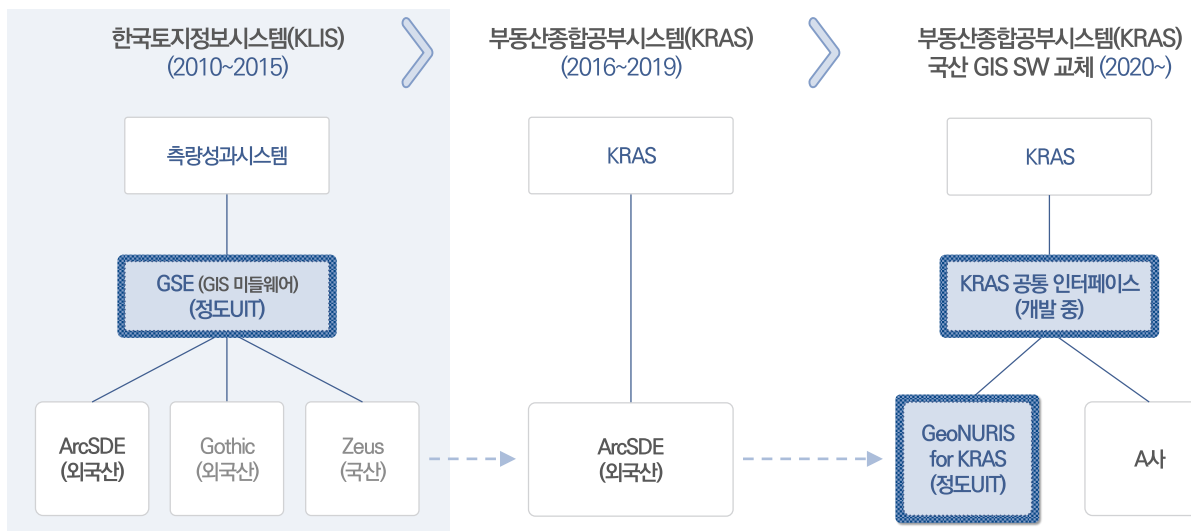 한국토지정보시스템(KLIS)
(2010~2015)
측량성과시스템
GSE (GIS 미들웨어)
(정도UIT)
ArcSDE
(외국산)
Gothic
(외국산)
Zeus
(국산)
부동산종합공부시스템(KRAS)
(2016~2019)
KRAS
ArcSDE
(외국산)
부동산종합공부시스템(KRAS)
국산 GIS SW 교체 (2020~)
KRAS
KRAS 공통 인터페이스
(개발 중)
GeoNURIS
for KRAS
(정도UIT)
A사